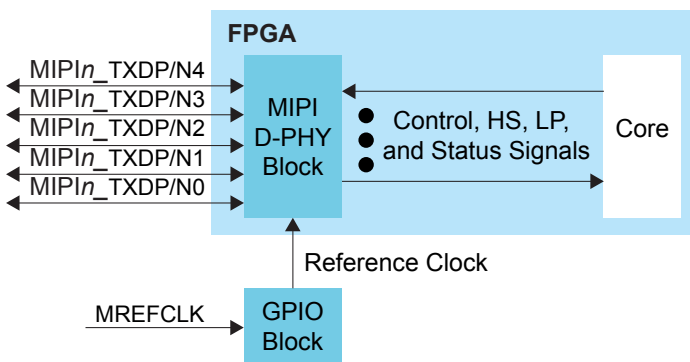 FPGA
MIPIn_TXDP/N4
MIPIn_TXDP/N3
MIPIn_TXDP/N2
MIPIn_TXDP/N1
MIPIn_TXDP/N0
MIPI
D-PHY
Block
Control, HS, LP,
and Status Signals
Core
Reference Clock
MREFCLK
GPIO
Block